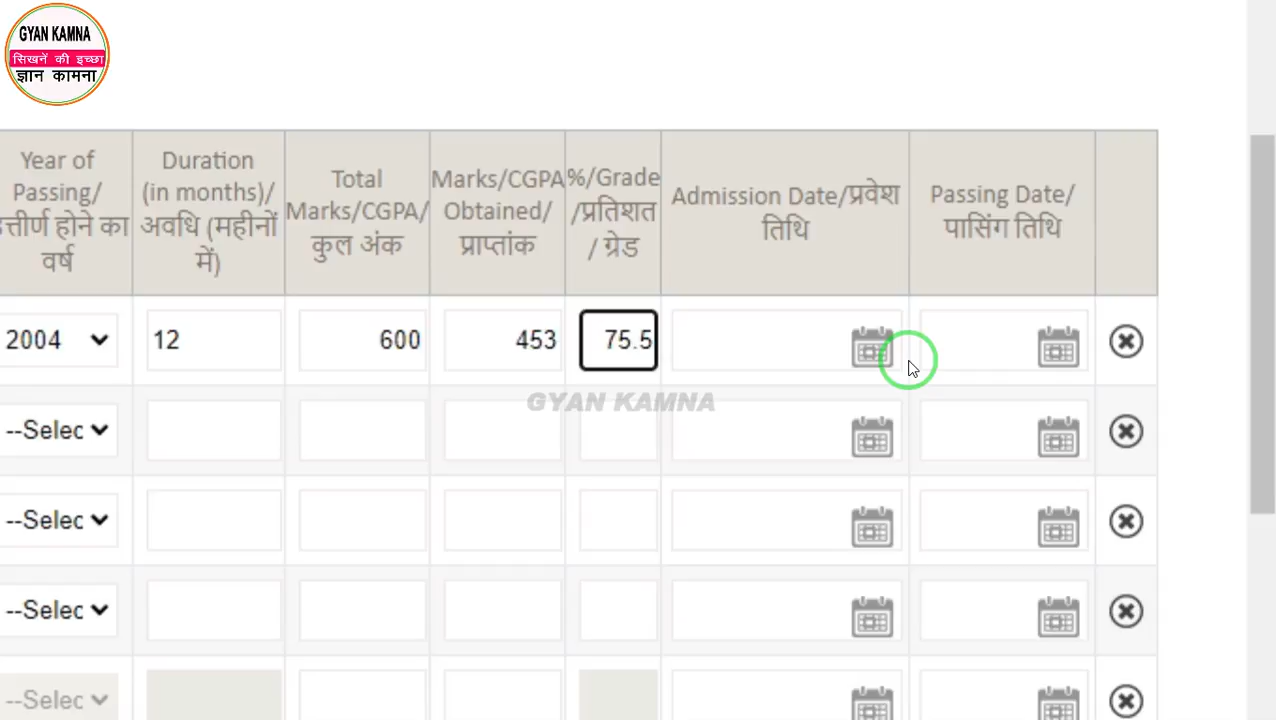 GYAN KAMNA
सिखनें की इच्छा
ज्ञान कामना
Year of
Passing/
त्तीर्ण होने का
वर्ष
Duration
(in months)/
अवधि (महीनों
में)
Total
Marks/CGPA/
कुल अंक
Marks/CGPA
Obtained/
प्राप्तांक
%/Grade
/प्रतिशत
/ ग्रेड
Admission Date/प्रवेश
तिथि
Passing Date/
पासिंग तिथि
2004 12 600 453 75.5
GYAN KAMNA
--Selec
--Selec
--Selec
--Selec